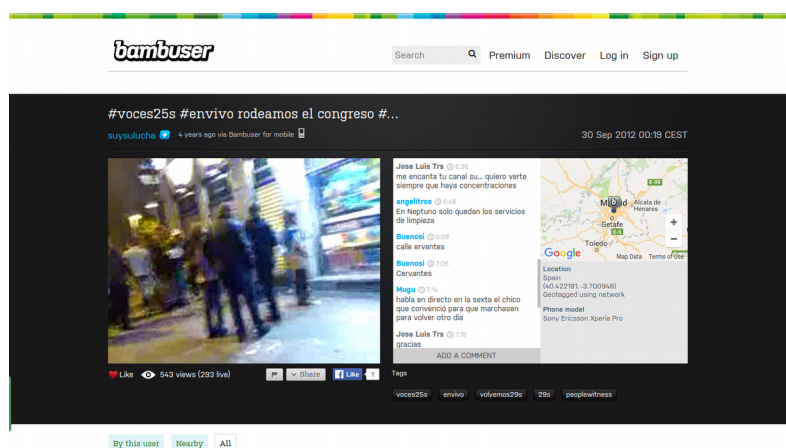 bambuser
Search
Premium Discover Log in Sign up
#voces25s #envivo rodeamos el congreso #...
suysulucha 4 years ago via Bambuser for mobile
30 Sep 2012 00:19 CEST
Jose Luis Trs 6:36
me encanta tu canal su... quiero verte
siempre que haya concentraciones
angelitros 6:48
En Neptuno solo quedan los servicios
de limpieza
Buenosi 6:58
calle ervantes
Buenosi 7:06
Cervantes
Mugu 7:14
habla en directo en la sexta el chico
que convenció para que marchasen
para volver otro dia
Jose Luis Trs 7:19
gracias
ADD A COMMENT
E-90
Alcala de
Henares
Getafe
E-5
Toledo
+
−
Google
Map Data Terms of Use
Location
Spain
(40.422191, -3.700948)
Geotagged using network
Phone model
Sony Ericsson Xperia Pro
Like 543 views (293 live)
Share
Like 1
Tags
voces25s envivo volvemos29s 29s peoplewitness
By this user Nearby All